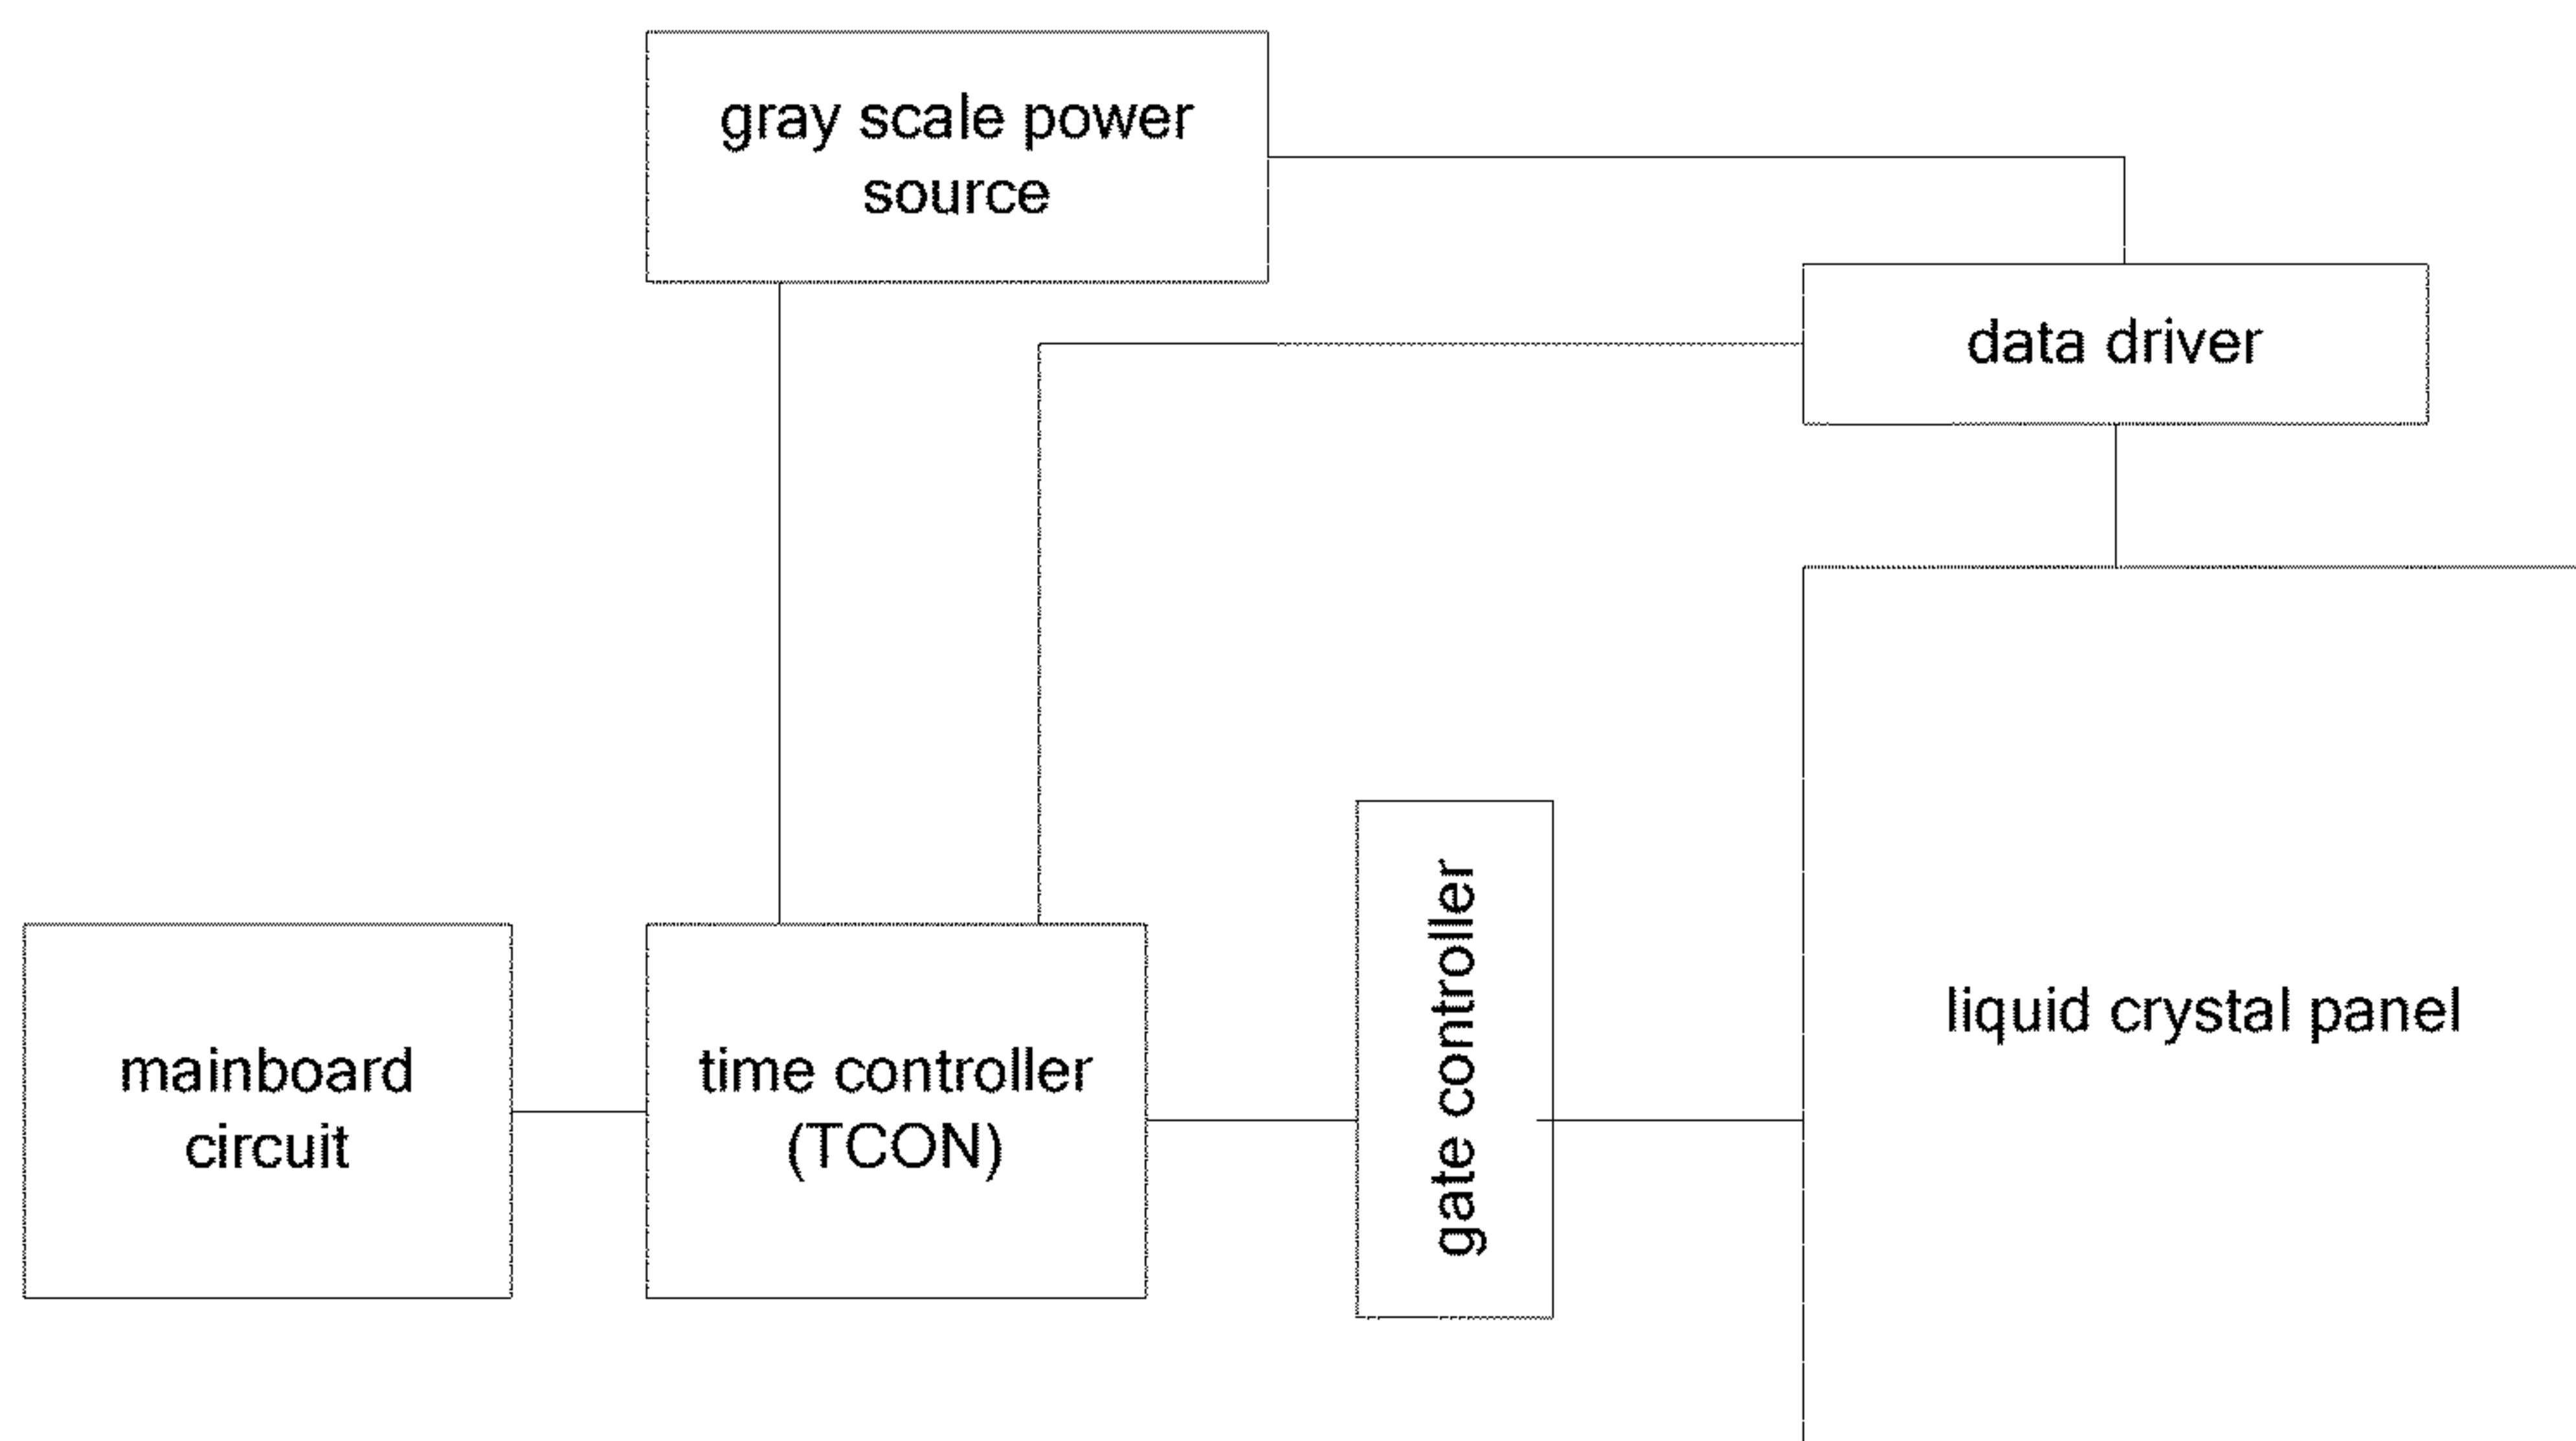 gray scale power
source
data driver
liquid crystal panel
gate controller
mainboard
circuit
time controller
(TCON)